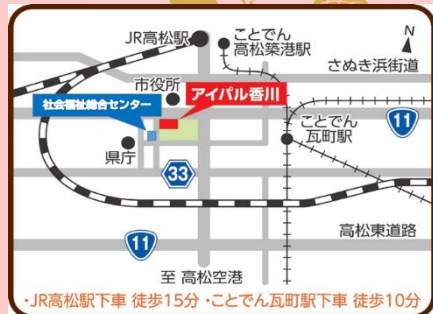 JR高松駅
ことでん
高松築港駅
N
さぬき浜街道
市役所
アイパル香川
社会福祉総合センター
11
ことでん
瓦町駅
県庁
33
11
高松東道路
至 高松空港
・JR高松駅下車 徒歩15分・ことでん瓦町駅下車 徒歩10分